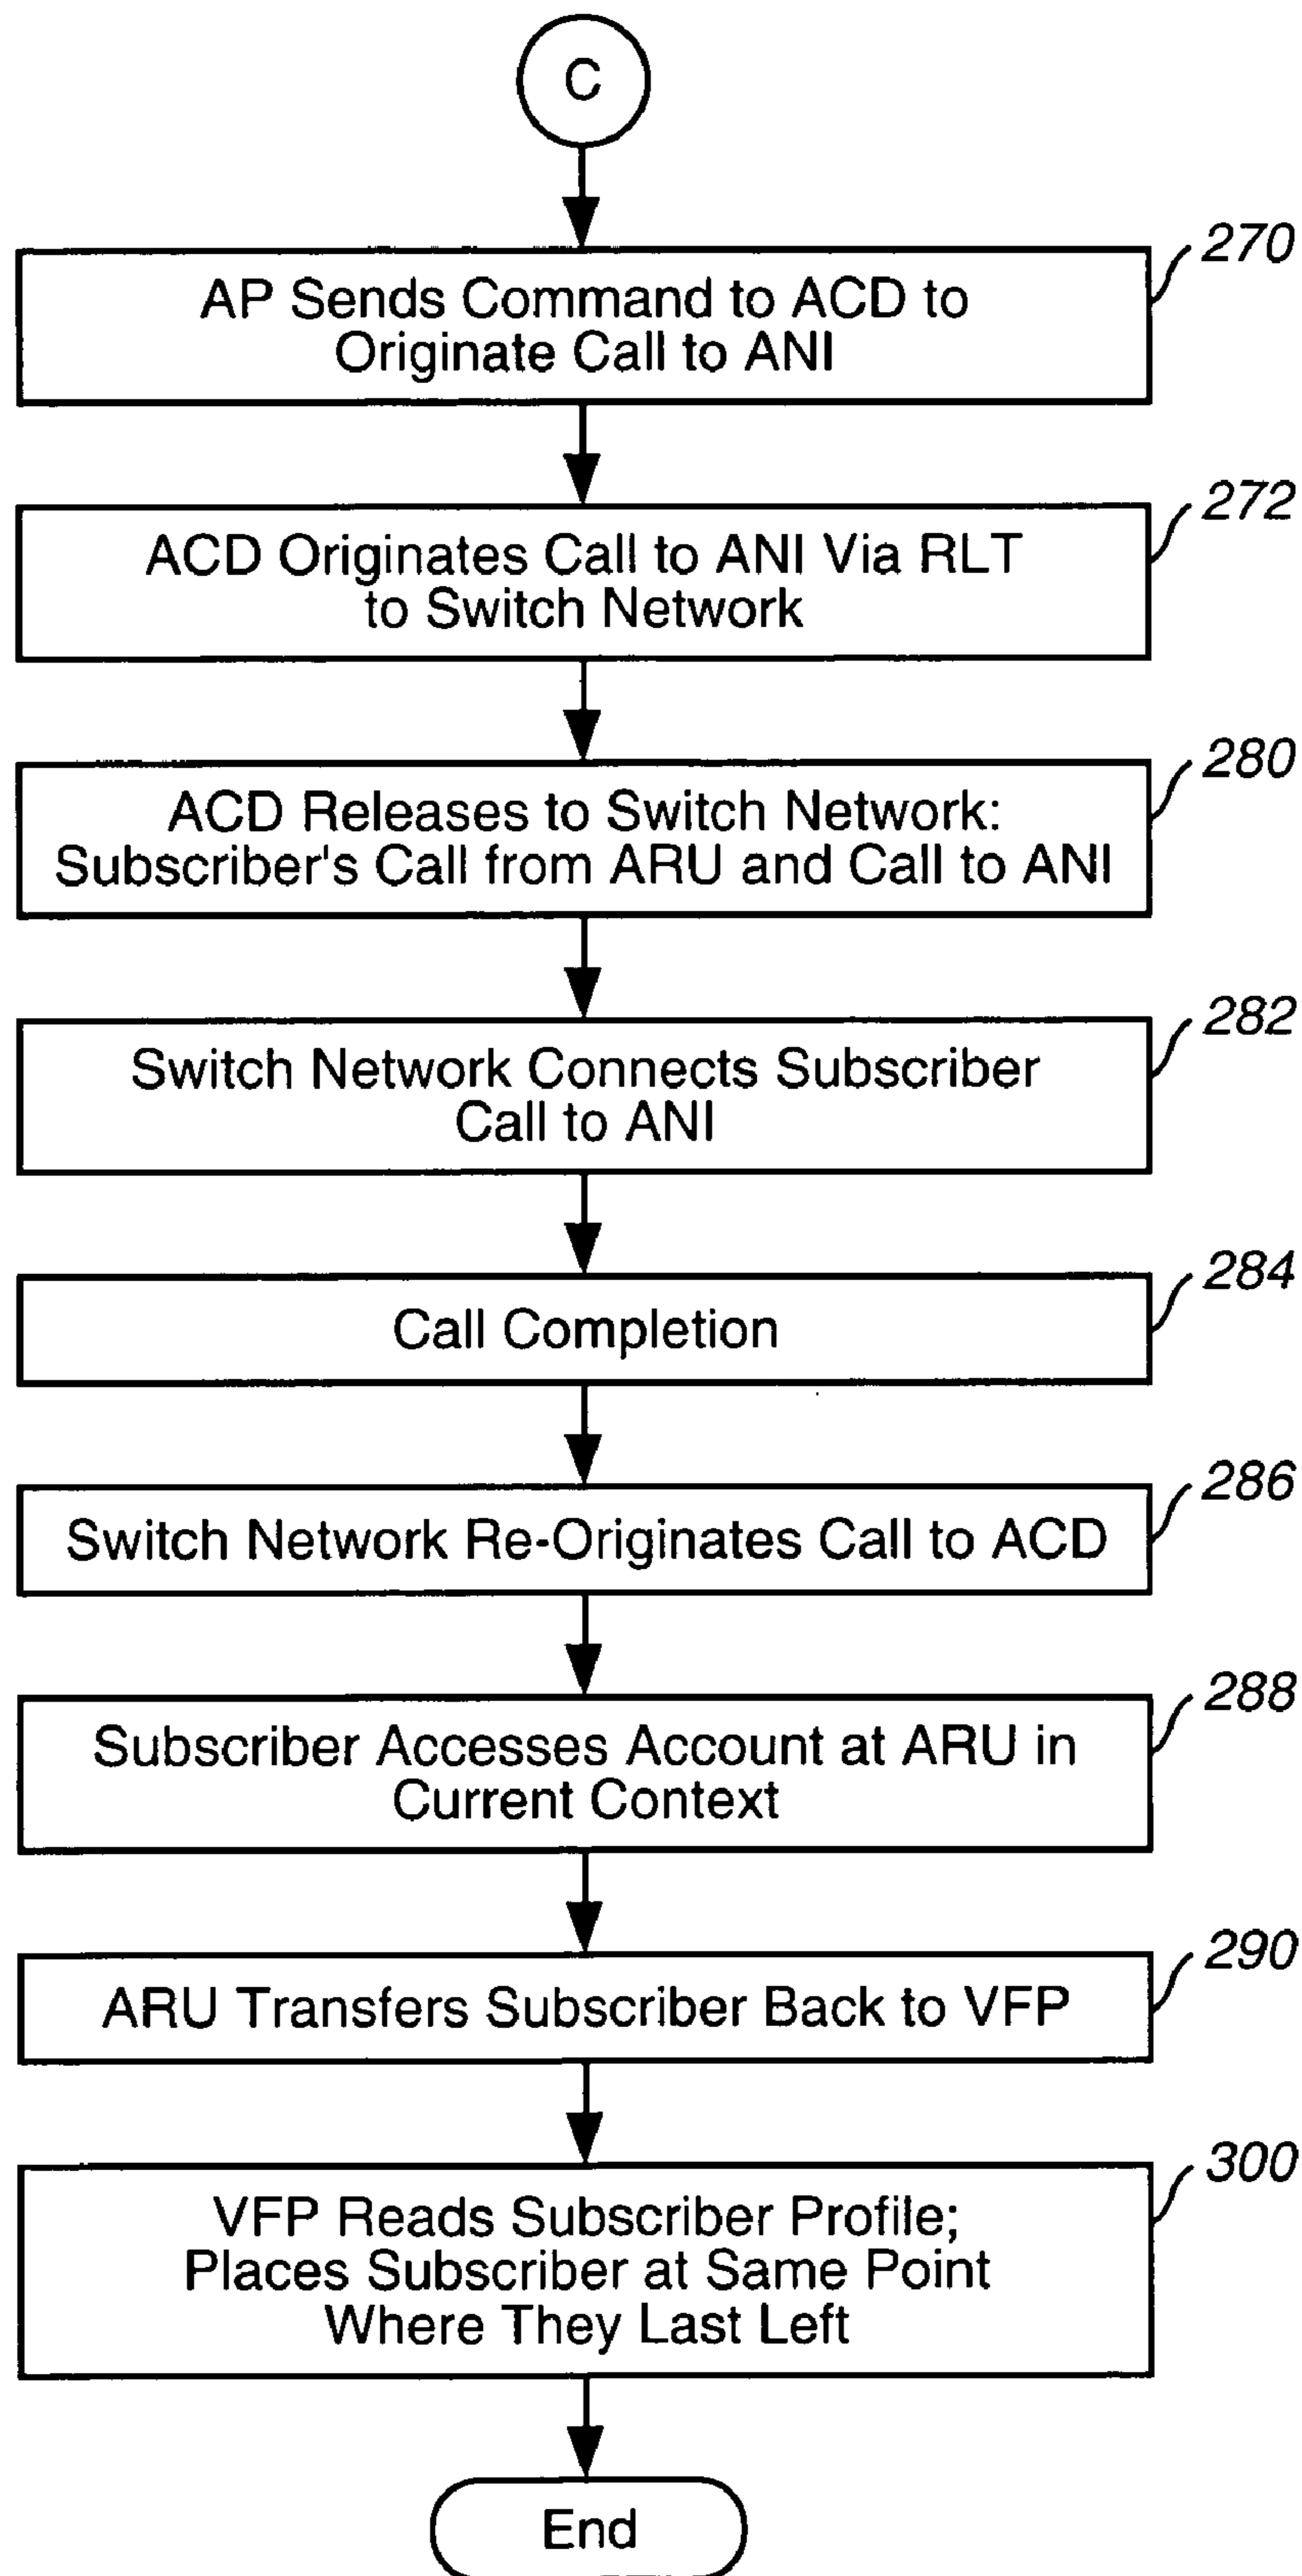 C
270
AP Sends Command to ACD to
Originate Call to ANI
272
ACD Originates Call to ANI Via RLT
to Switch Network
280
ACD Releases to Switch Network:
Subscriber's Call from ARU and Call to ANI
282
Switch Network Connects Subscriber
Call to ANI
284
Call Completion
286
Switch Network Re-Originates Call to ACD
288
Subscriber Accesses Account at ARU in
Current Context
290
ARU Transfers Subscriber Back to VFP
300
VFP Reads Subscriber Profile;
Places Subscriber at Same Point
Where They Last Left
End